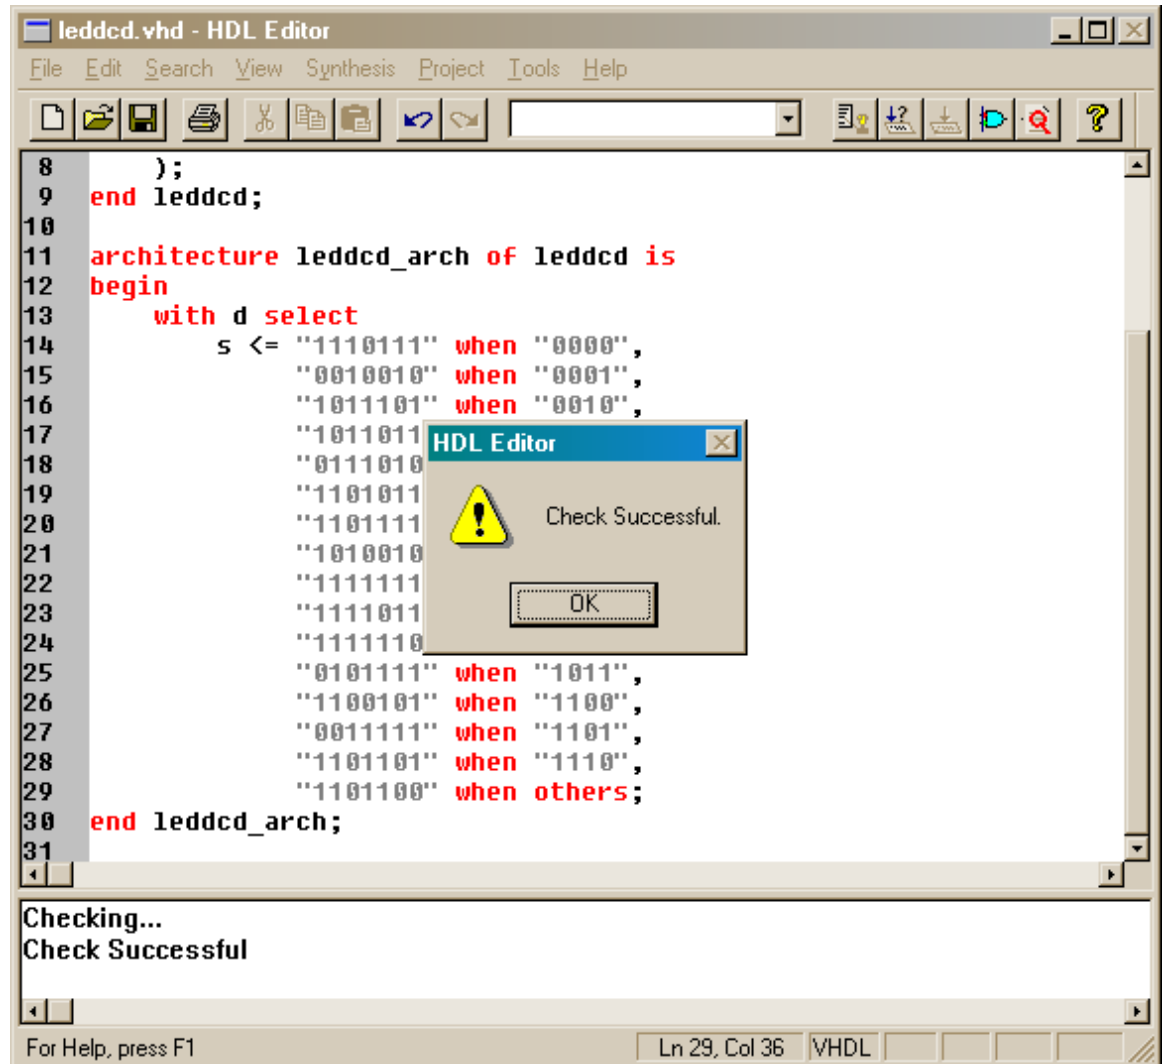 leddcd.vhd - HDL Editor
File Edit Search View Synthesis Project Tools Help
8 );
9 end leddcd;
10
11 architecture leddcd_arch of leddcd is
12 begin
13 with d select
14 s <= "1110111" when "0000",
15 "0010010" when "0001",
16 "1011101" when "0010",
17 "1011011
18 "0111010
19 "1101011
20 "1101111
21 "1010010
22 "1111111
23 "1111011
24 "1111110
25 "0101111" when "1011",
26 "1100101" when "1100",
27 "0011111" when "1101",
28 "1101101" when "1110",
29 "1101100" when others;
30 end leddcd_arch;
31
HDL Editor
Check Successful.
OK
Checking...
Check Successful
For Help, press F1 Ln 29, Col 36 VHDL